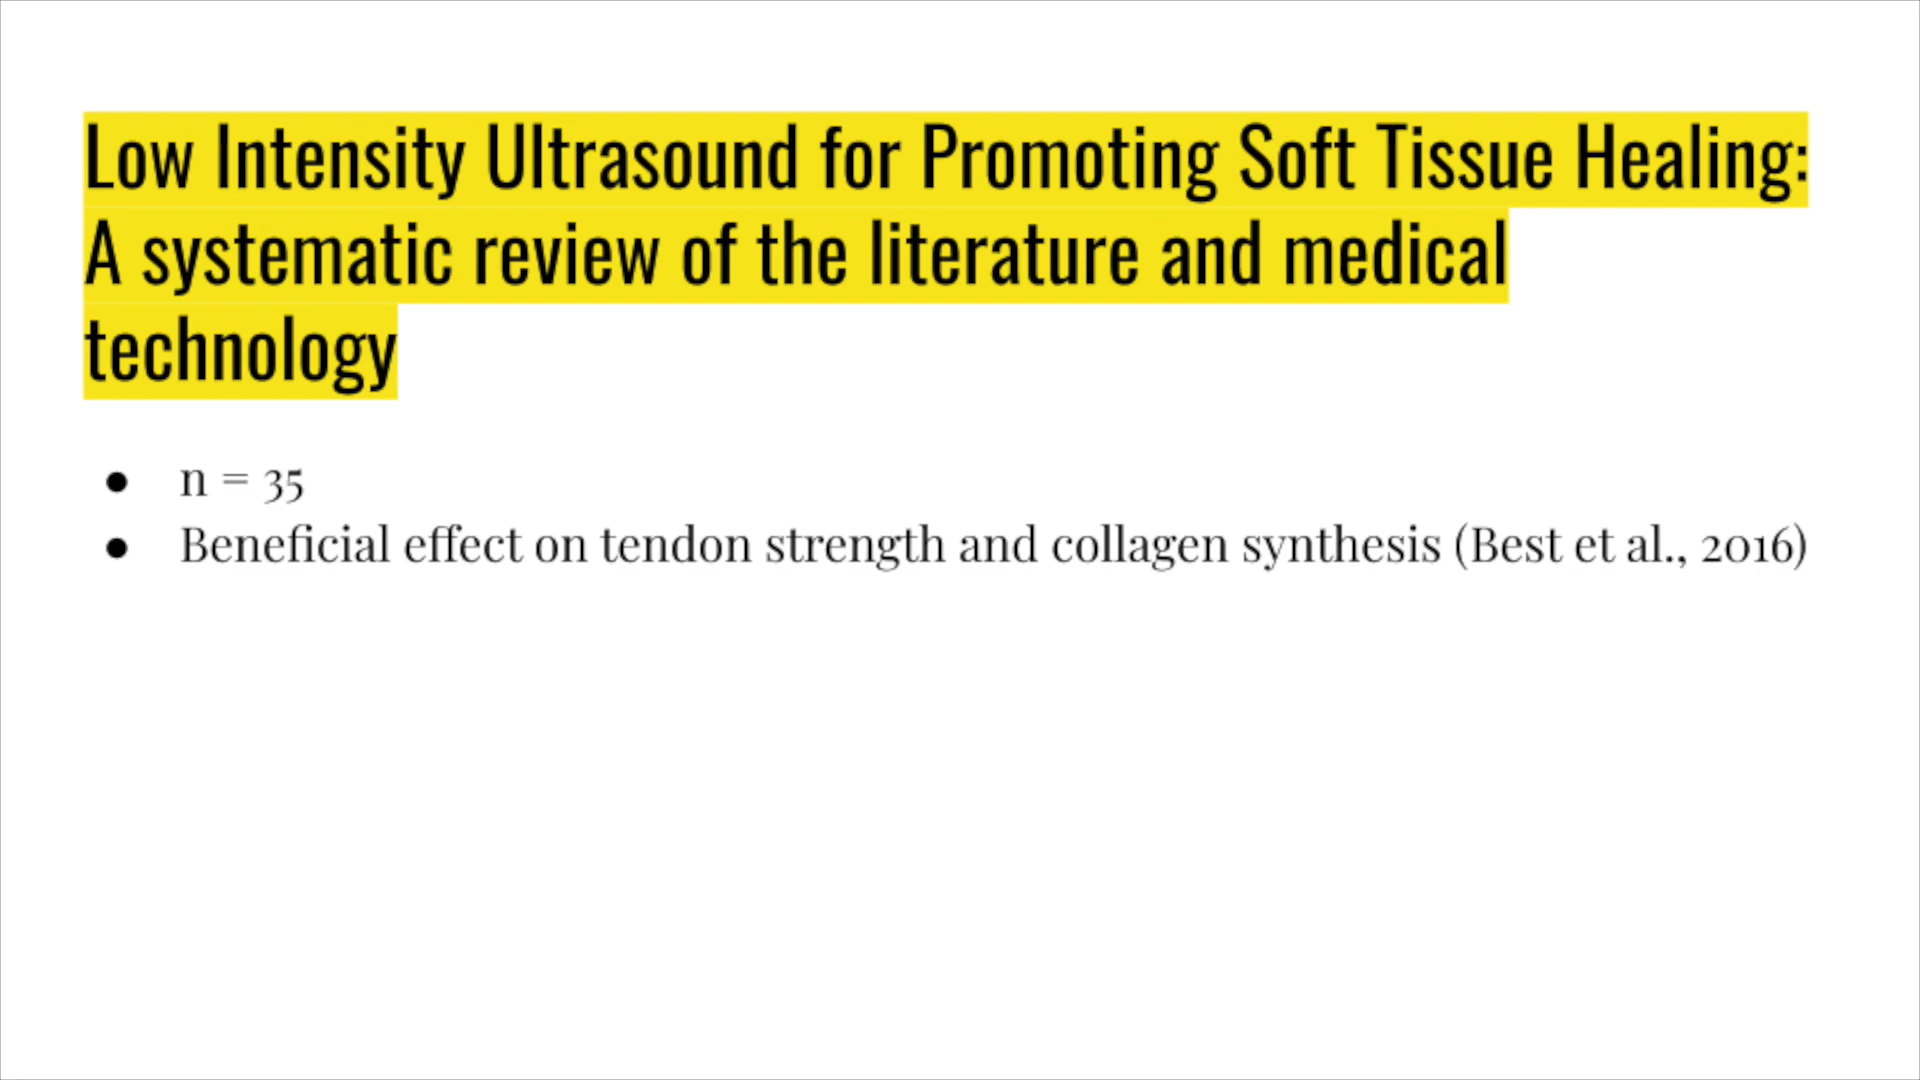 Low Intensity Ultrasound for Promoting Soft Tissue Healing:
A systematic review of the literature and medical
technology
● n = 35
● Beneficial effect on tendon strength and collagen synthesis (Best et al., 2016)